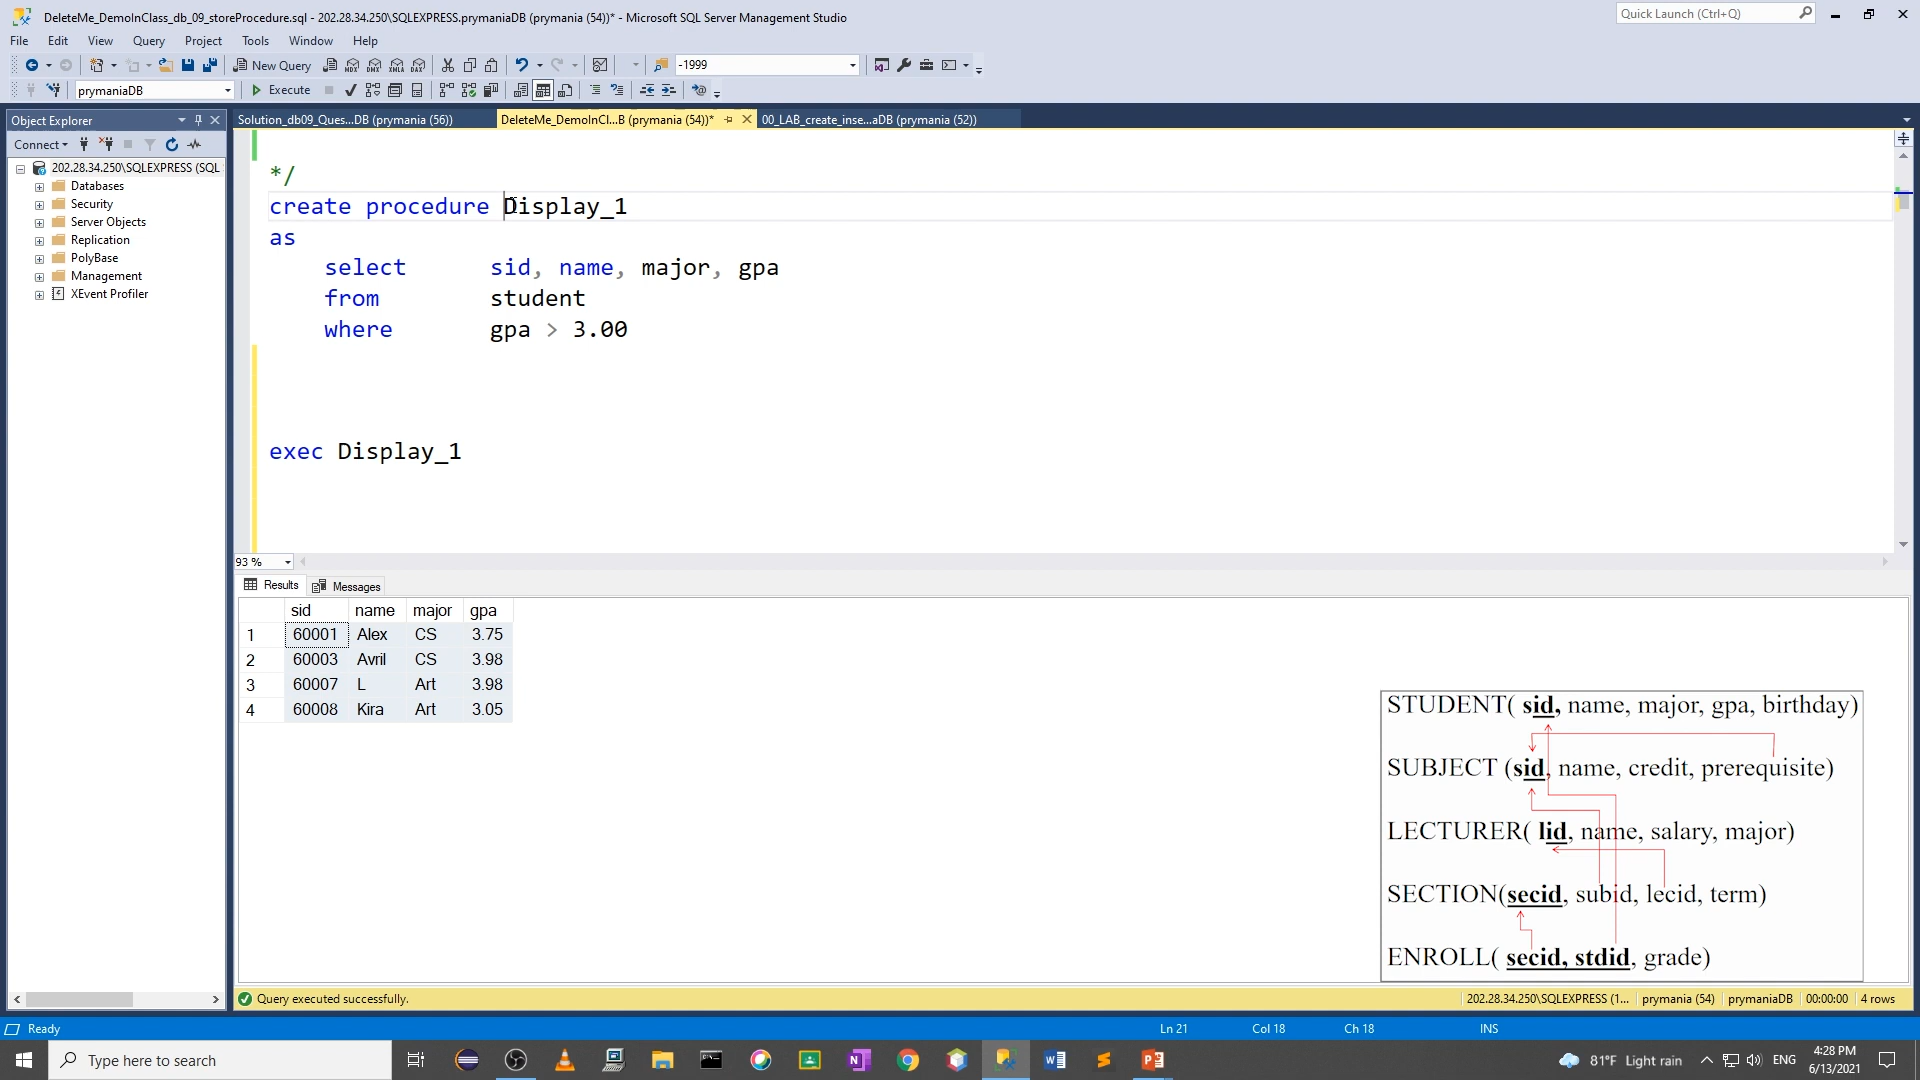 DeleteMe_DemoInClass_db_09_storeProcedure.sql - 202.28.34.250\SQLEXPRESS.prymaniaDB (prymania (54))* - Microsoft SQL Server Management Studio
Quick Launch (Ctrl+Q)
File Edit View Query Project Tools Window Help
New Query
MDX DMX XMLA DAX
-1999
prymaniaDB
Execute
Object Explorer
Solution_db09_Ques...DB (prymania (56))
DeleteMe_DemoInCl...B (prymania (54))*
00_LAB_create_inse...aDB (prymania (52))
Connect
202.28.34.250\SQLEXPRESS (SQL
Databases
Security
Server Objects
Replication
PolyBase
Management
XEvent Profiler
*/
create procedure Display_1
as
select sid, name, major, gpa
from student
where gpa > 3.00
exec Display_1
93 %
Results Messages
sid name major gpa
1 60001 Alex CS 3.75
2 60003 Avril CS 3.98
3 60007 L Art 3.98
4 60008 Kira Art 3.05
STUDENT( sid, name, major, gpa, birthday)
SUBJECT (sid, name, credit, prerequisite)
LECTURER( lid, name, salary, major)
SECTION(secid, subid, lecid, term)
ENROLL( secid, stdid, grade)
Query executed successfully.
202.28.34.250\SQLEXPRESS (1... prymania (54) prymaniaDB 00:00:00 4 rows
Ready
Ln 21 Col 18 Ch 18 INS
Type here to search
81°F Light rain
ENG
4:28 PM
6/13/2021